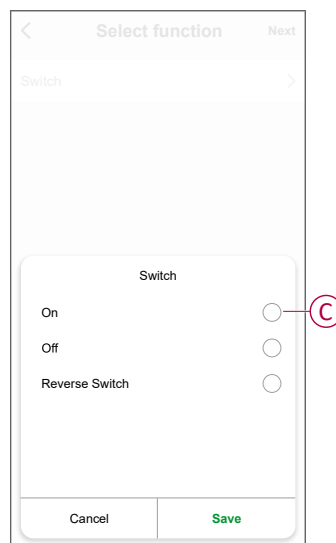 Select function Next
Switch
Switch
On
C
Off
Reverse Switch
Cancel Save